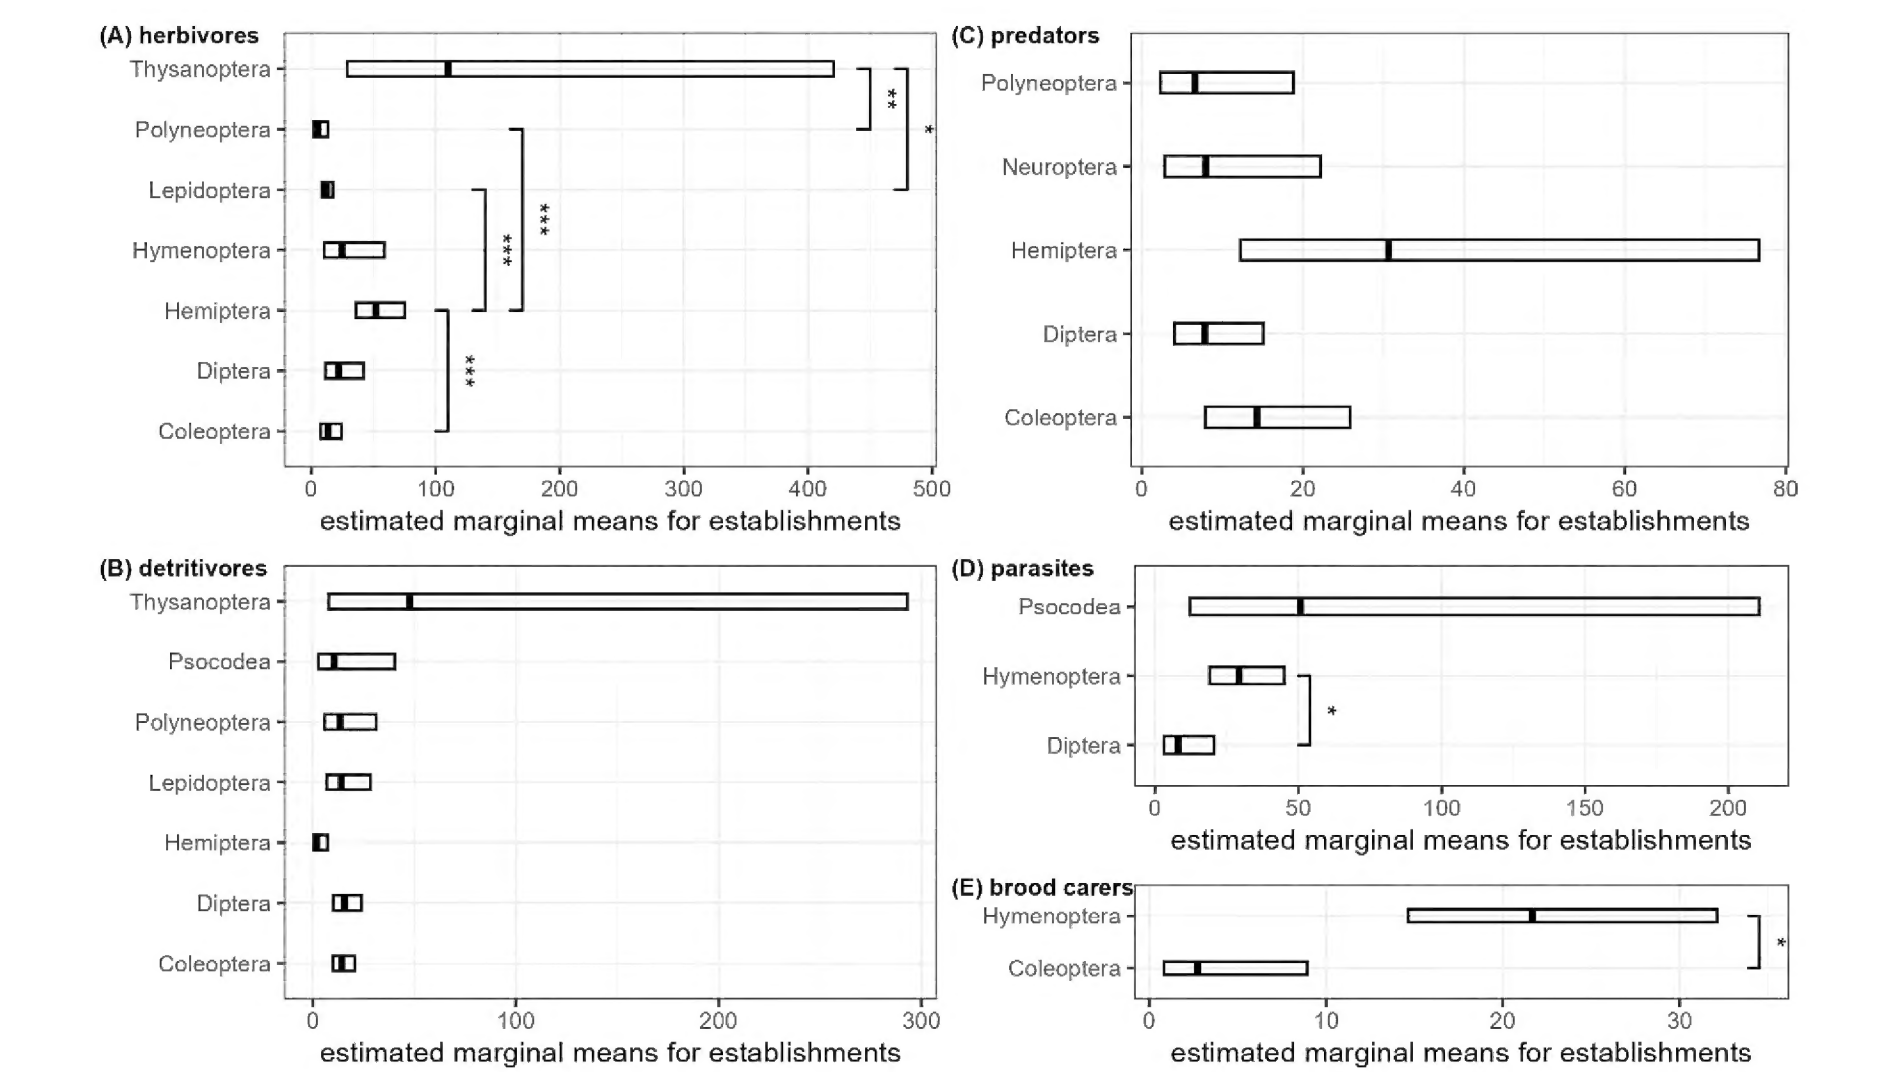 (A) herbivores
Thysanoptera
Polyneoptera
Lepidoptera
Hymenoptera
Hemiptera
Diptera
Coleoptera
**
*
***
***
***
0 100 200 300 400 500
estimated marginal means for establishments
(B) detritivores
Thysanoptera
Psocodea
Polyneoptera
Lepidoptera
Hemiptera
Diptera
Coleoptera
0 100 200 300
estimated marginal means for establishments
(C) predators
Polyneoptera
Neuroptera
Hemiptera
Diptera
Coleoptera
0 20 40 60 80
estimated marginal means for establishments
(D) parasites
Psocodea
Hymenoptera
Diptera
*
0 50 100 150 200
estimated marginal means for establishments
(E) brood carers
Hymenoptera
Coleoptera
*
0 10 20 30
estimated marginal means for establishments